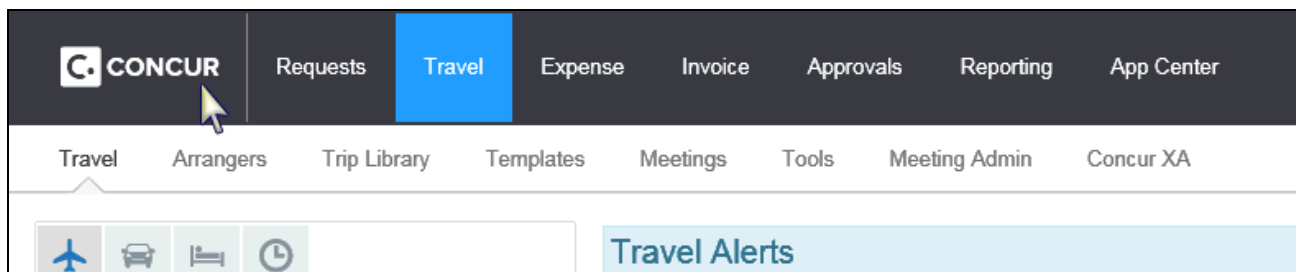 C. CONCUR Requests Travel Expense Invoice Approvals Reporting App Center
Travel Arrangers Trip Library Templates Meetings Tools Meeting Admin Concur XA
Travel Alerts